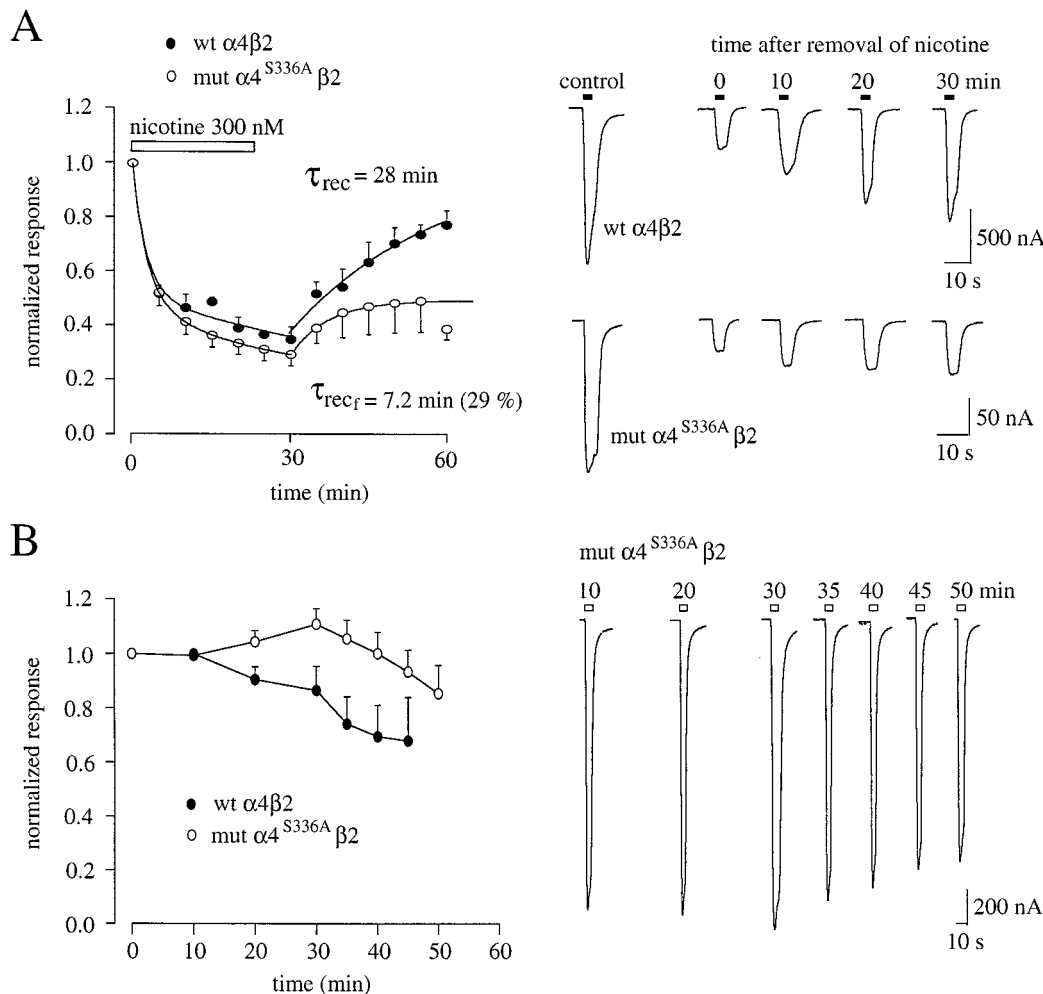 A
wt α4β2
mut α4^S336A β2
nicotine 300 nM
τrec = 28 min
τrecf = 7.2 min (29 %)
normalized response
1.2
1.0
0.8
0.6
0.4
0.2
0.0
0
30
60
time (min)
time after removal of nicotine
control
0
10
20
30 min
wt α4β2
500 nA
10 s
mut α4^S336A β2
50 nA
10 s
B
normalized response
1.2
1.0
0.8
0.6
0.4
0.2
0.0
wt α4β2
mut α4^S336A β2
0 10 20 30 40 50 60
time (min)
mut α4^S336A β2
10 20 30 35 40 45 50 min
200 nA
10 s